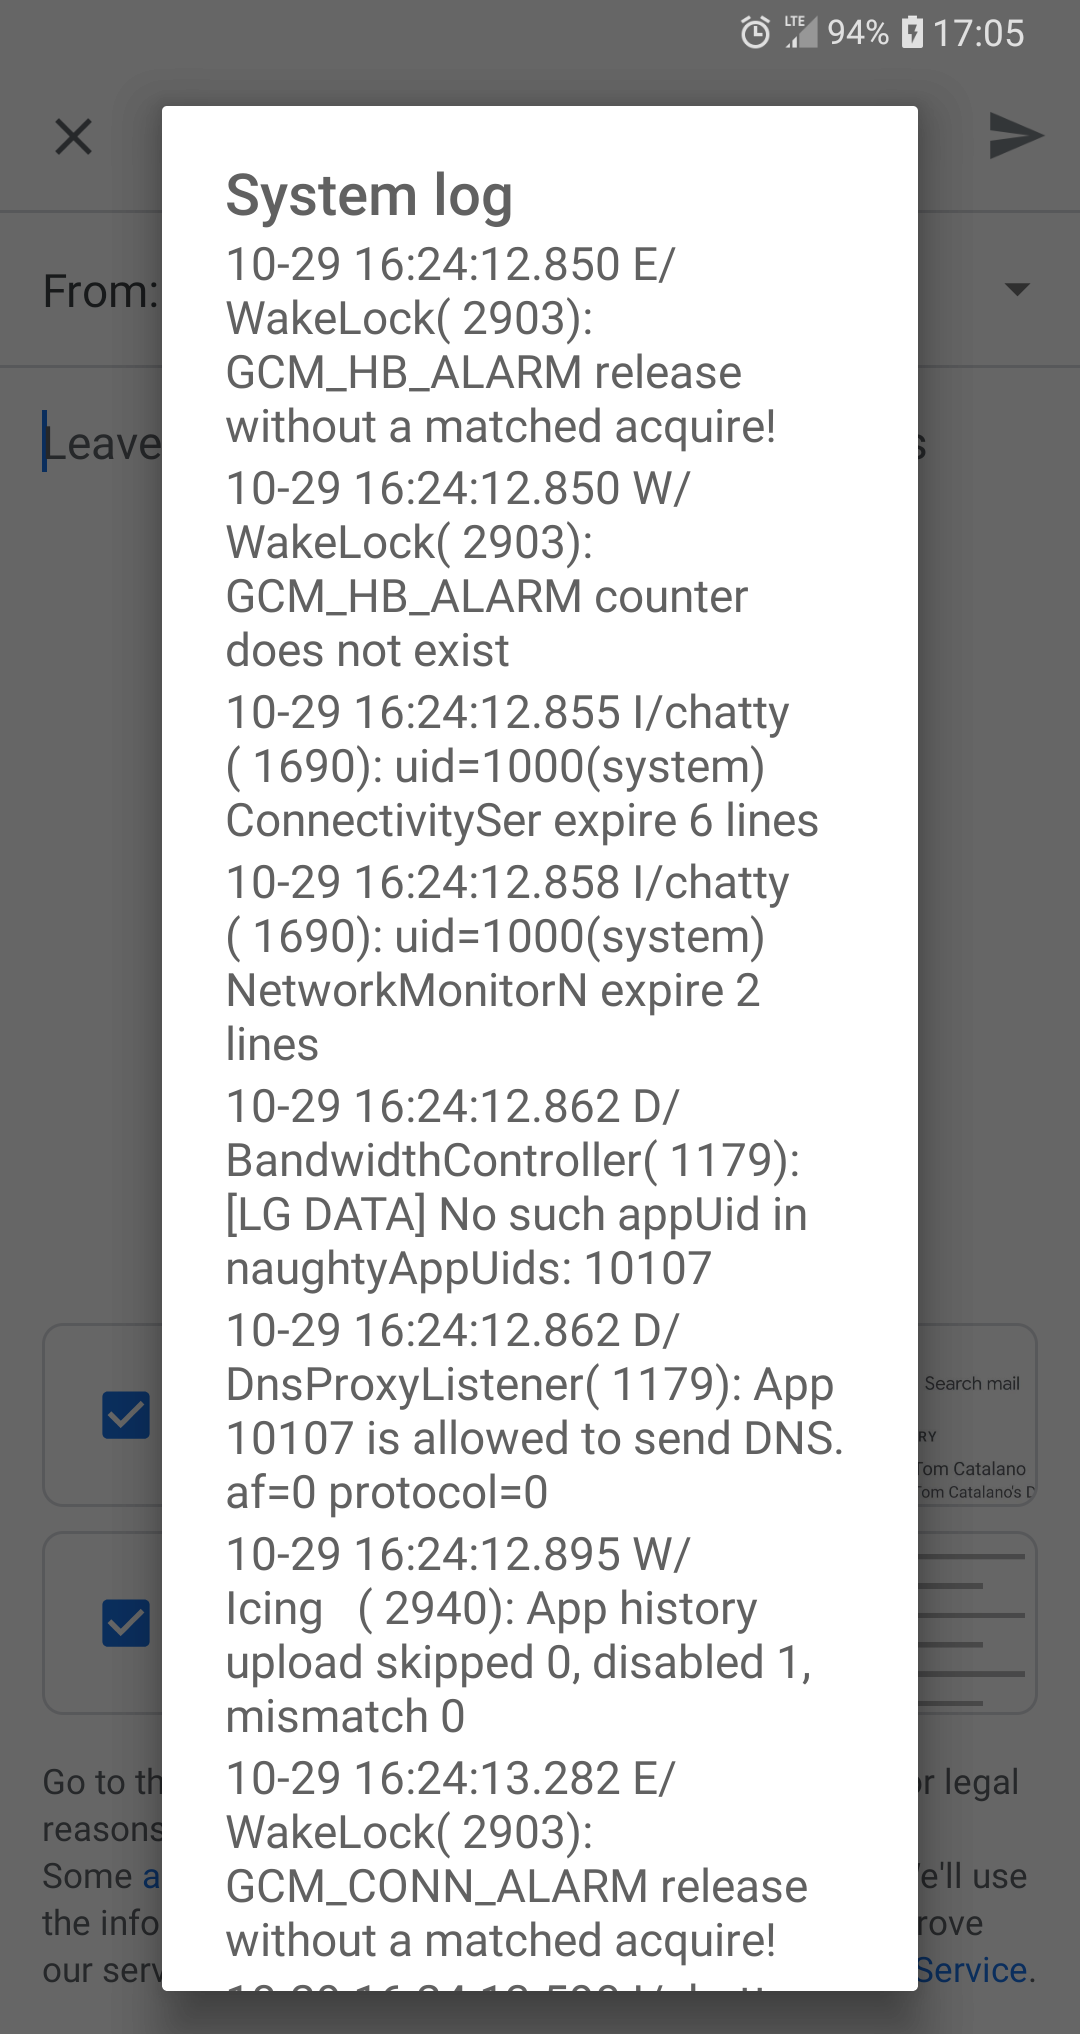 LTE 94% 17:05
System log
10-29 16:24:12.850 E/
From:
WakeLock( 2903):
GCM_HB_ALARM release
without a matched acquire!
Leave
s
10-29 16:24:12.850 W/
WakeLock( 2903):
GCM_HB_ALARM counter
does not exist
10-29 16:24:12.855 I/chatty
( 1690): uid=1000(system)
ConnectivitySer expire 6 lines
10-29 16:24:12.858 I/chatty
( 1690): uid=1000(system)
NetworkMonitorN expire 2
lines
10-29 16:24:12.862 D/
BandwidthController( 1179):
[LG DATA] No such appUid in
naughtyAppUids: 10107
10-29 16:24:12.862 D/
DnsProxyListener( 1179): App
10107 is allowed to send DNS.
af=0 protocol=0
10-29 16:24:12.895 W/
Icing ( 2940): App history
upload skipped 0, disabled 1,
mismatch 0
10-29 16:24:13.282 E/
WakeLock( 2903):
GCM_CONN_ALARM release
without a matched acquire!
Search mail
RY
Tom Catalano
Tom Catalano's D
Go to th
or legal
reasons
Some a
e'll use
the info
rove
our serv
Service.